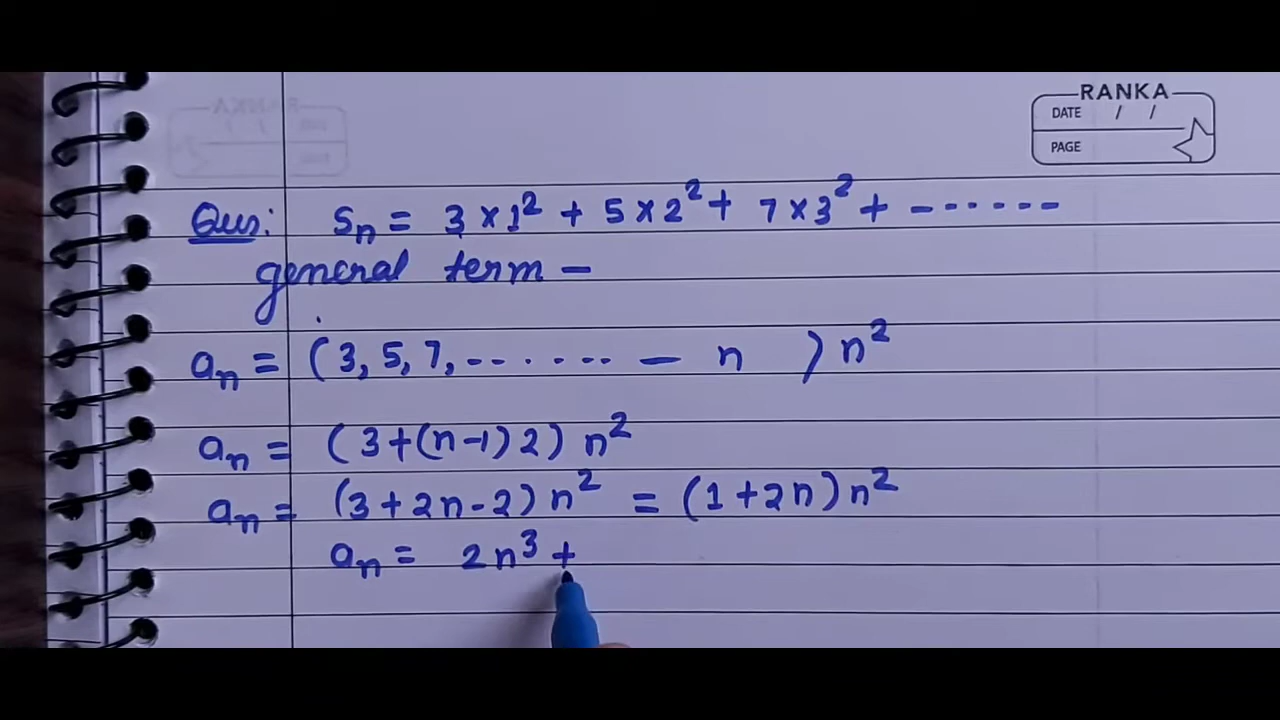 RANKA
DATE / /
PAGE
Qus: Sn = 3 × 1² + 5 × 2² + 7 × 3² + - - - - - -
general term -
an = (3, 5, 7, - - - - - - — n ) n²
an = (3 + (n-1) 2) n²
an = (3 + 2n - 2) n² = (1 + 2n) n²
an = 2n³ +